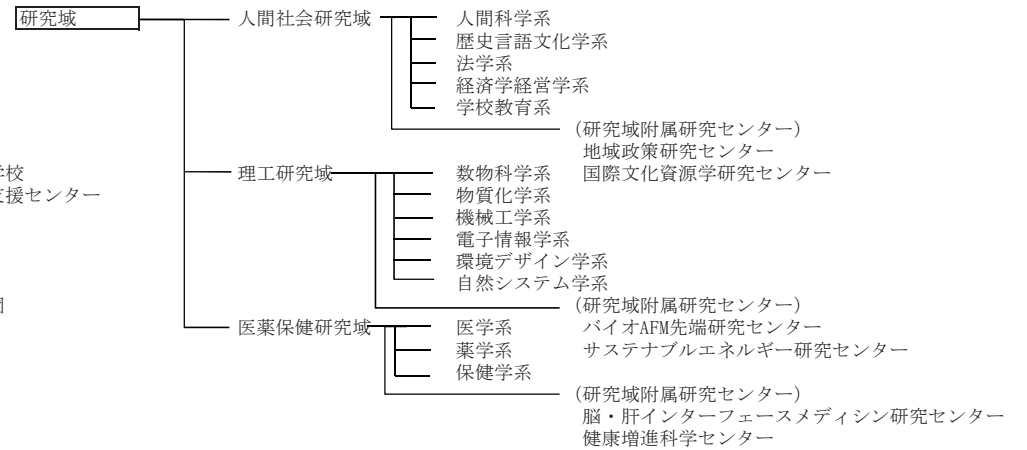 研究域
人間社会研究域
人間科学系
歴史言語文化学系
法学系
経済学経営学系
学校教育系
(研究域附属研究センター)
地域政策研究センター
国際文化資源学研究センター
学校
支援センター
理工研究域
数物科学系
物質化学系
機械工学系
電子情報学系
環境デザイン学系
自然システム学系
(研究域附属研究センター)
バイオAFM先端研究センター
サステナブルエネルギー研究センター
医薬保健研究域
医学系
薬学系
保健学系
(研究域附属研究センター)
脳・肝インターフェースメディシン研究センター
健康増進科学センター